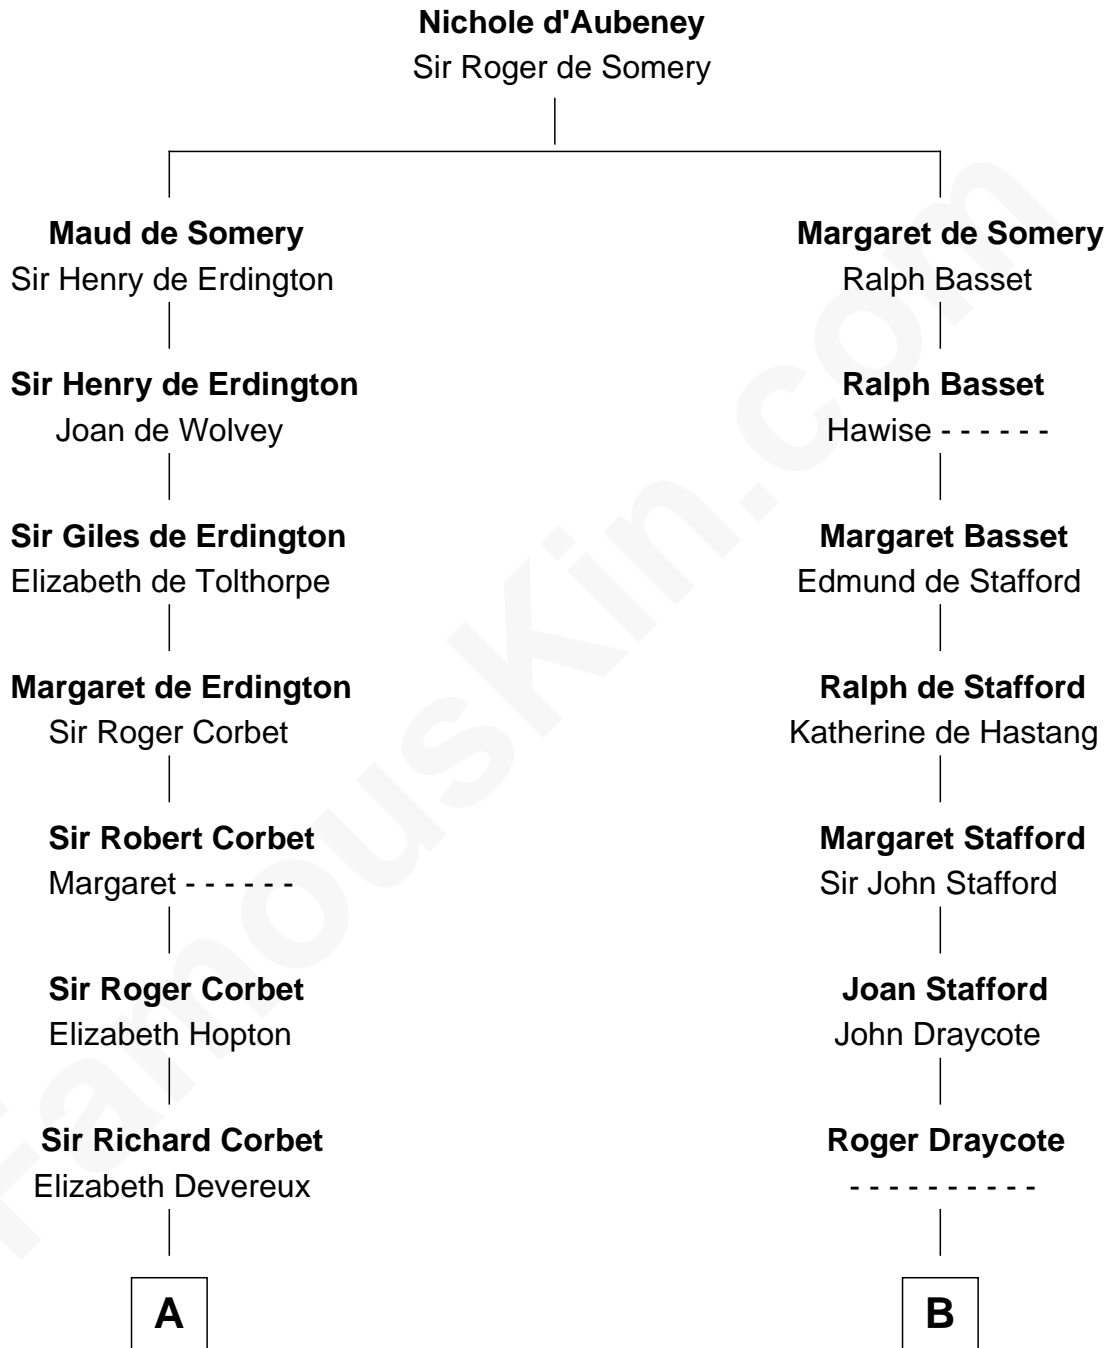 Nichole d'Aubeney
Sir Roger de Somery
Maud de Somery
Sir Henry de Erdington
Sir Henry de Erdington
Joan de Wolvey
Sir Giles de Erdington
Elizabeth de Tolthorpe
Margaret de Erdington
Sir Roger Corbet
Sir Robert Corbet
Margaret - - - - - -
Sir Roger Corbet
Elizabeth Hopton
Sir Richard Corbet
Elizabeth Devereux
A
Margaret de Somery
Ralph Basset
Ralph Basset
Hawise - - - - - -
Margaret Basset
Edmund de Stafford
Ralph de Stafford
Katherine de Hastang
Margaret Stafford
Sir John Stafford
Joan Stafford
John Draycote
Roger Draycote
- - - - - - - - - -
B
FamousKin.com